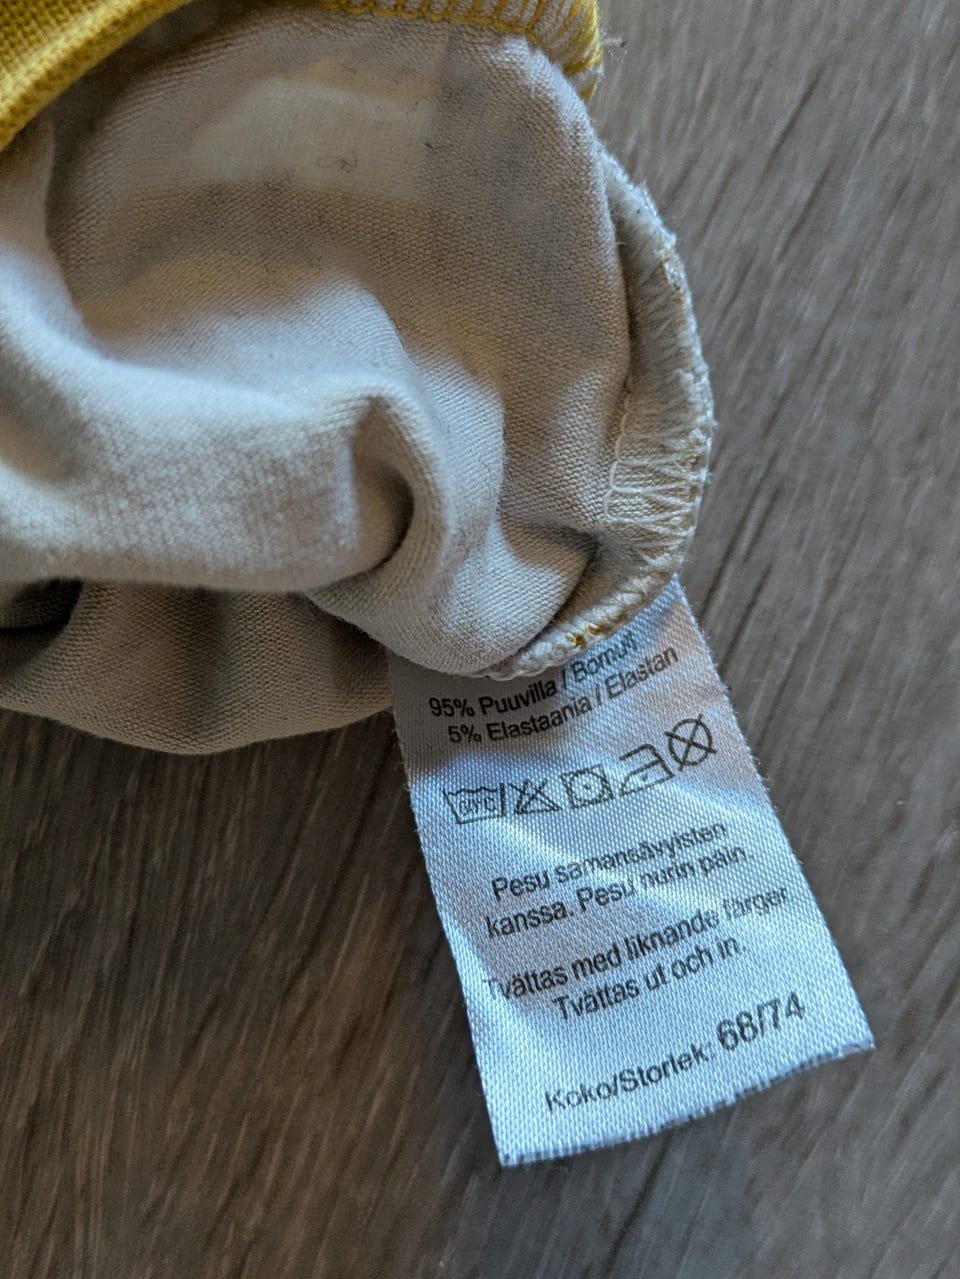 95% Puuvilla / Bomull
5% Elastaania / Elastan
Pesu samansävyisten
kanssa. Pesu nurin päin.
Tvättas med liknande färger
Tvättas ut och in.
Koko/Storlek: 68/74